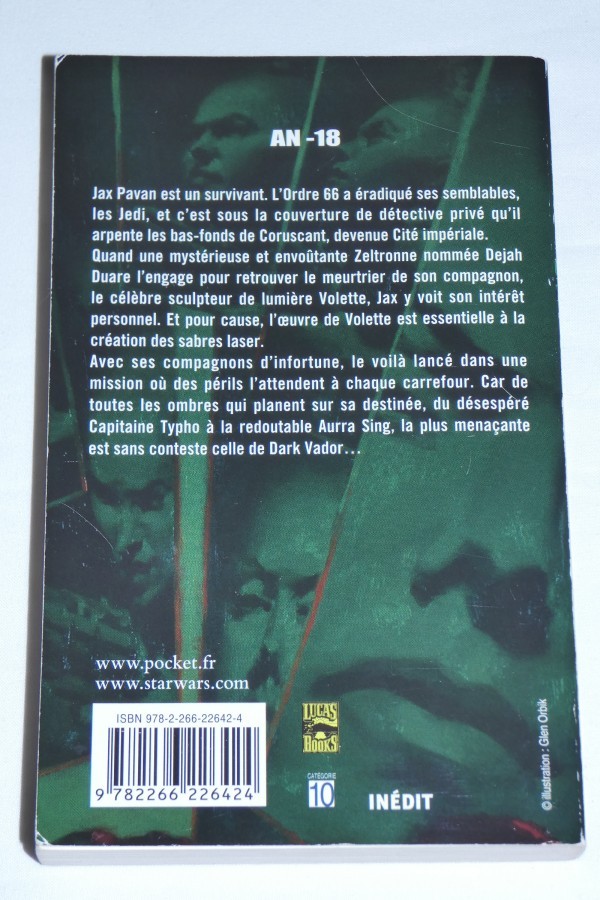 AN -18
Jax Pavan est un survivant. L'Ordre 66 a éradiqué ses semblables,
les Jedi, et c'est sous la couverture de détective privé qu'il
arpente les bas-fonds de Coruscant, devenue Cité impériale.
Quand une mystérieuse et envoûtante Zeltronne nommée Dejah
Duare l'engage pour retrouver le meurtrier de son compagnon,
le célèbre sculpteur de lumière Volette, Jax y voit son intérêt
personnel. Et pour cause, l'œuvre de Volette est essentielle à la
création des sabres laser.
Avec ses compagnons d'infortune, le voilà lancé dans une
mission où des périls l'attendent à chaque carrefour. Car de
toutes les ombres qui planent sur sa destinée, du désespéré
Capitaine Typho à la redoutable Aurra Sing, la plus menaçante
est sans conteste celle de Dark Vador...
www.pocket.fr
www.starwars.com
ISBN 978-2-266-22642-4
9 782266 226424
LUCAS
BOOKS
CATÉGORIE
10
INÉDIT
© illustration : Glen Orbik